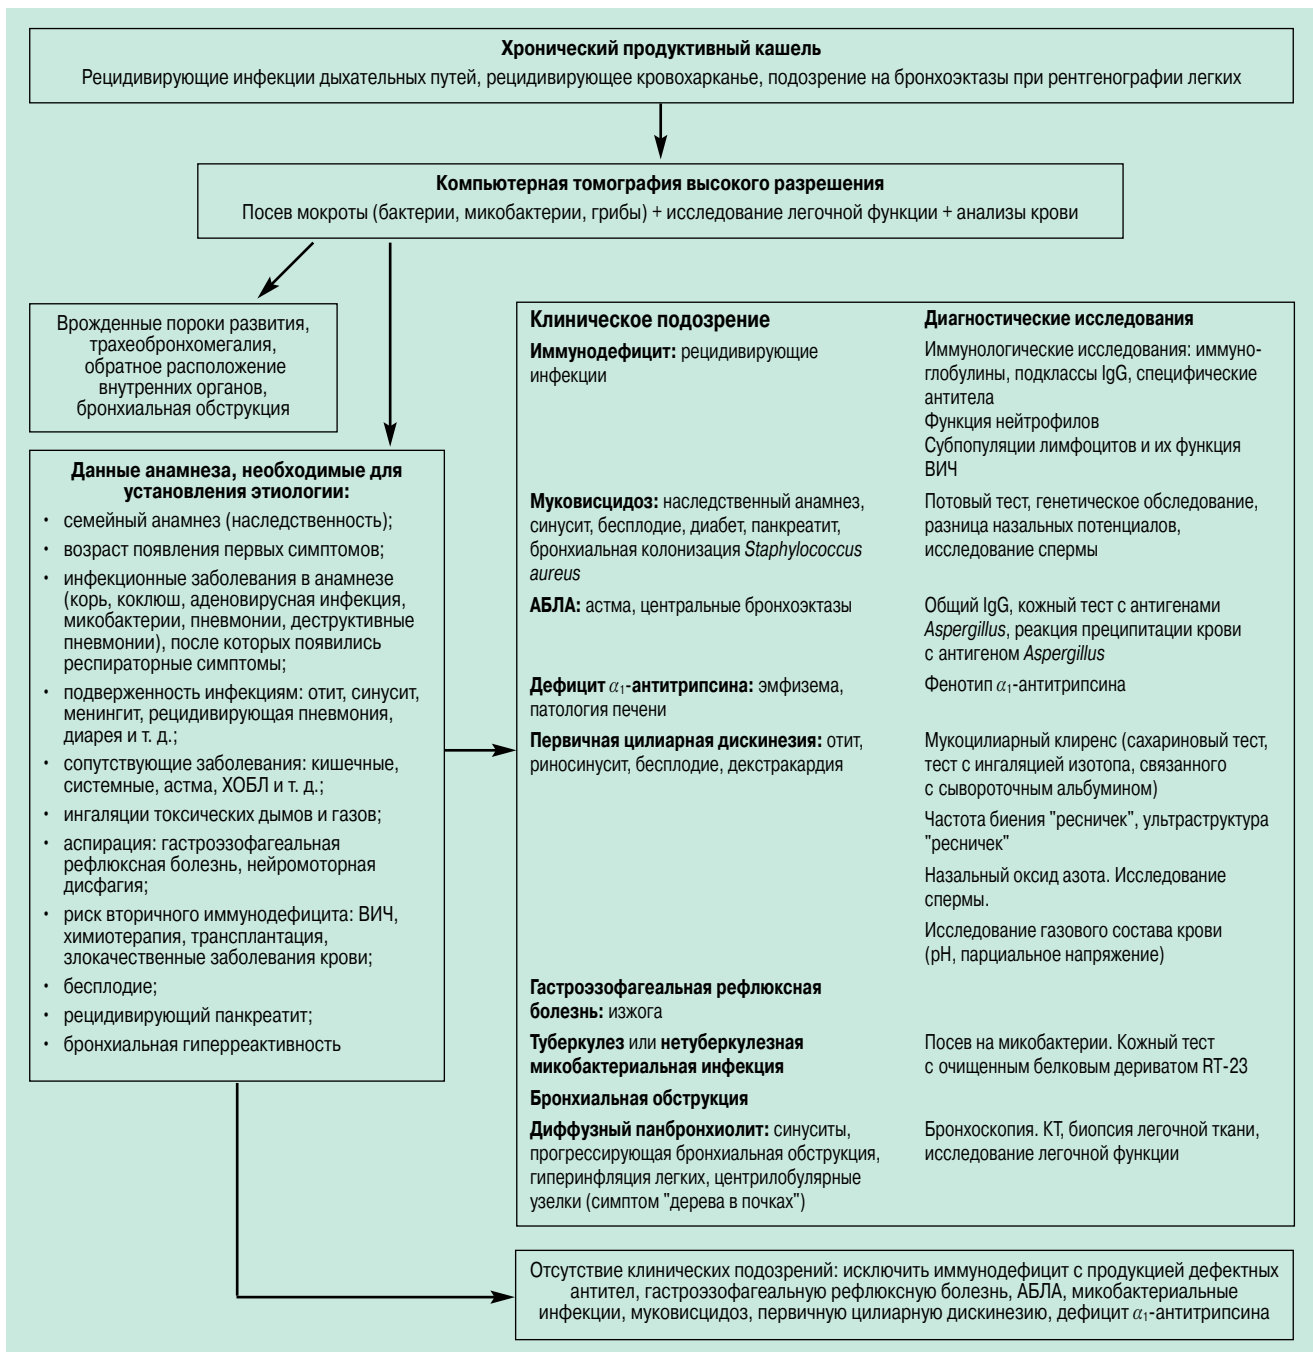 Хронический продуктивный кашель
Рецидивирующие инфекции дыхательных путей, рецидивирующее кровохарканье, подозрение на бронхоэктазы при рентгенографии легких
Компьютерная томография высокого разрешения
Посев мокроты (бактерии, микобактерии, грибы) + исследование легочной функции + анализы крови
Врожденные пороки развития,
трахеобронхомегалия,
обратное расположение
внутренних органов,
бронхиальная обструкция
Данные анамнеза, необходимые для
установления этиологии:
• семейный анамнез (наследственность);
• возраст появления первых симптомов;
• инфекционные заболевания в анамнезе
(корь, коклюш, аденовирусная инфекция,
микобактерии, пневмонии, деструктивные
пневмонии), после которых появились
респираторные симптомы;
• подверженность инфекциям: отит, синусит,
менингит, рецидивирующая пневмония,
диарея и т. д.;
• сопутствующие заболевания: кишечные,
системные, астма, ХОБЛ и т. д.;
• ингаляции токсических дымов и газов;
• аспирация: гастроэзофагеальная
рефлюксная болезнь, нейромоторная
дисфагия;
• риск вторичного иммунодефицита: ВИЧ,
химиотерапия, трансплантация,
злокачественные заболевания крови;
• бесплодие;
• рецидивирующий панкреатит;
• бронхиальная гиперреактивность
Клиническое подозрение
Диагностические исследования
Иммунодефицит: рецидивирующие
инфекции
Иммунологические исследования: иммуно-
глобулины, подклассы IgG, специфические
антитела
Функция нейтрофилов
Субпопуляции лимфоцитов и их функция
ВИЧ
Муковисцидоз: наследственный анамнез,
синусит, бесплодие, диабет, панкреатит,
бронхиальная колонизация Staphylococcus
aureus
Потовый тест, генетическое обследование,
разница назальных потенциалов,
исследование спермы
АБЛА: астма, центральные бронхоэктазы
Общий IgG, кожный тест с антигенами
Aspergillus, реакция преципитации крови
с антигеном Aspergillus
Дефицит α₁-антитрипсина: эмфизема,
патология печени
Фенотип α₁-антитрипсина
Первичная цилиарная дискинезия: отит,
риносинусит, бесплодие, декстракардия
Мукоцилиарный клиренс (сахариновый тест,
тест с ингаляцией изотопа, связанного
с сывороточным альбумином)
Частота биения "ресничек", ультраструктура
"ресничек"
Назальный оксид азота. Исследование
спермы.
Исследование газового состава крови
(pH, парциальное напряжение)
Гастроэзофагеальная рефлюксная
болезнь: изжога
Туберкулез или нетуберкулезная
микобактериальная инфекция
Посев на микобактерии. Кожный тест
с очищенным белковым дериватом RT-23
Бронхиальная обструкция
Диффузный панбронхиолит: синуситы,
прогрессирующая бронхиальная обструкция,
гиперинфляция легких, центрилобулярные
узелки (симптом "дерева в почках")
Бронхоскопия. КТ, биопсия легочной ткани,
исследование легочной функции
Отсутствие клинических подозрений: исключить иммунодефицит с продукцией дефектных
антител, гастроэзофагеальную рефлюксную болезнь, АБЛА, микобактериальные
инфекции, муковисцидоз, первичную цилиарную дискинезию, дефицит α₁-антитрипсина